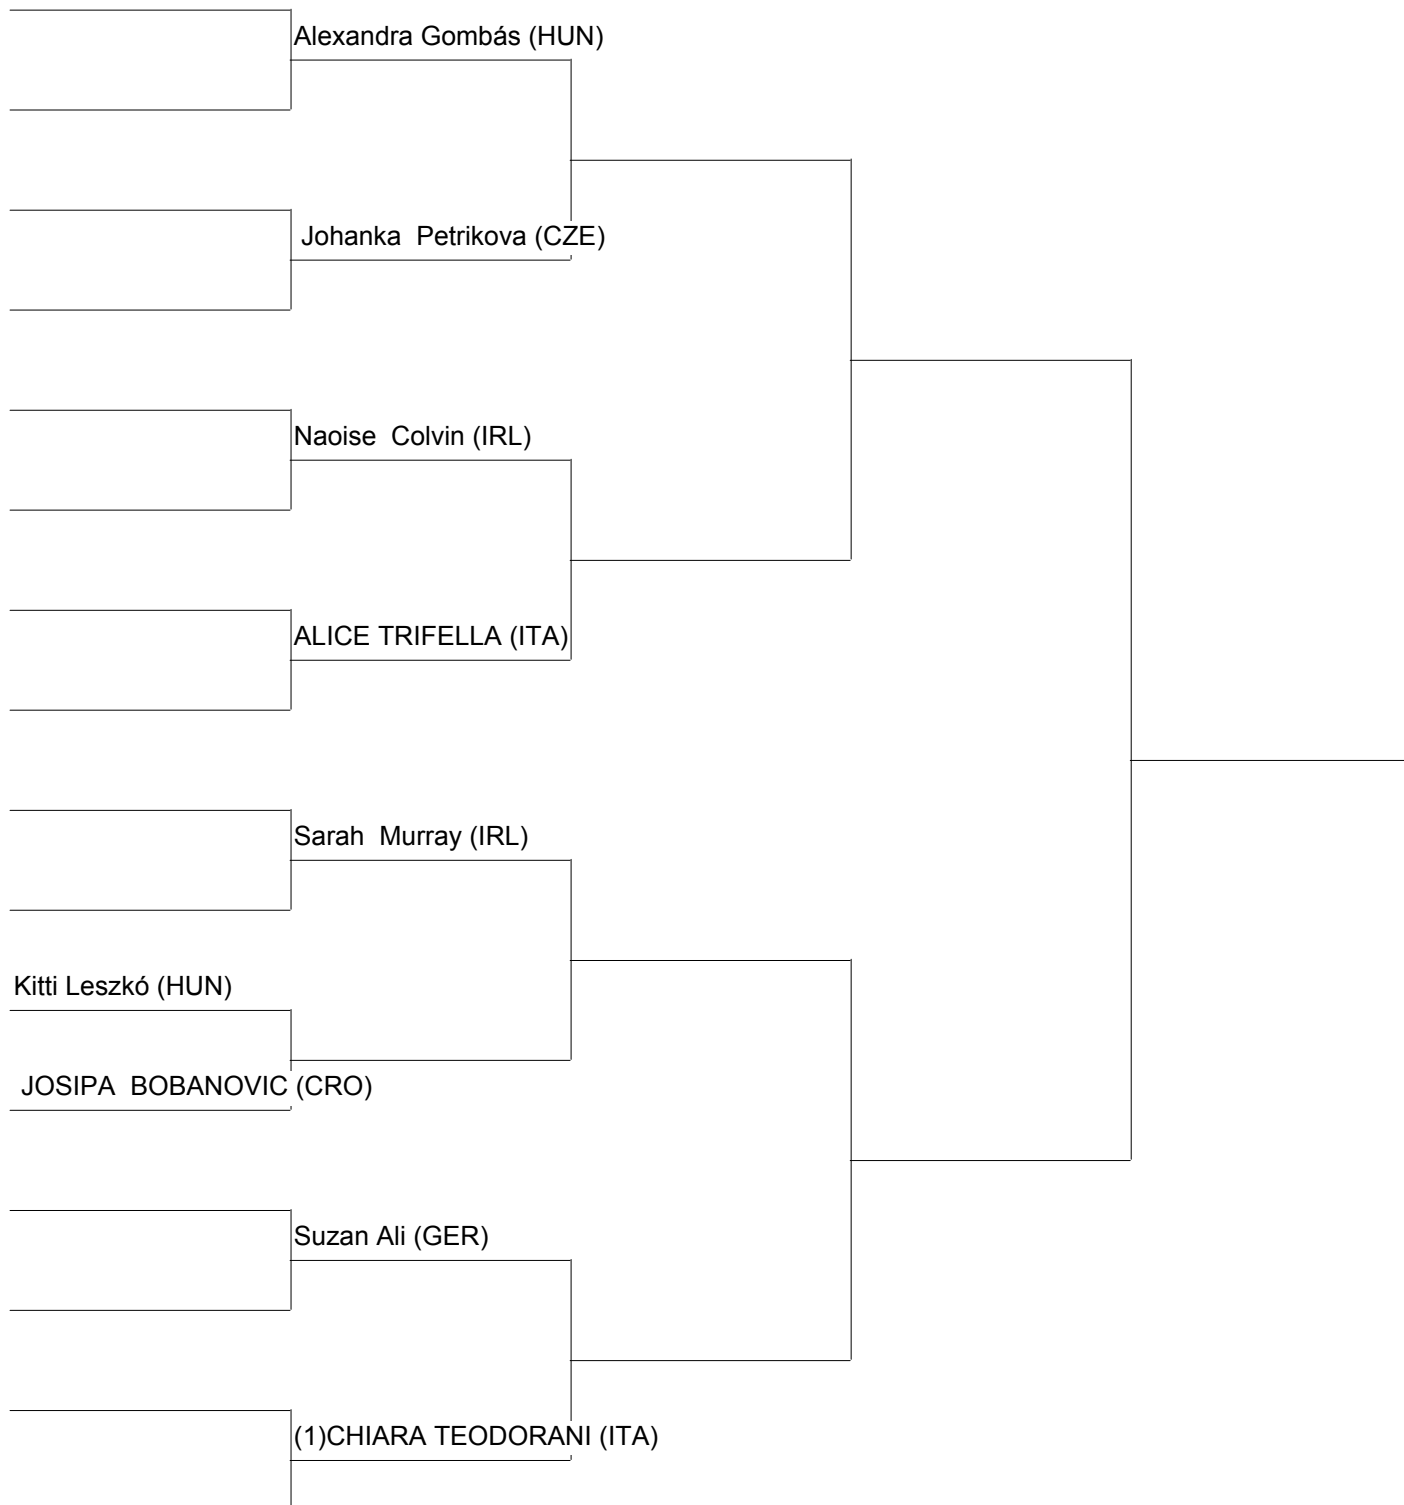 Alexandra Gombás (HUN)
Johanka  Petrikova (CZE)
Naoise  Colvin (IRL)
ALICE TRIFELLA (ITA)
Sarah  Murray (IRL)
Kitti Leszkó (HUN)
JOSIPA  BOBANOVIC (CRO)
Suzan Ali (GER)
(1)CHIARA TEODORANI (ITA)